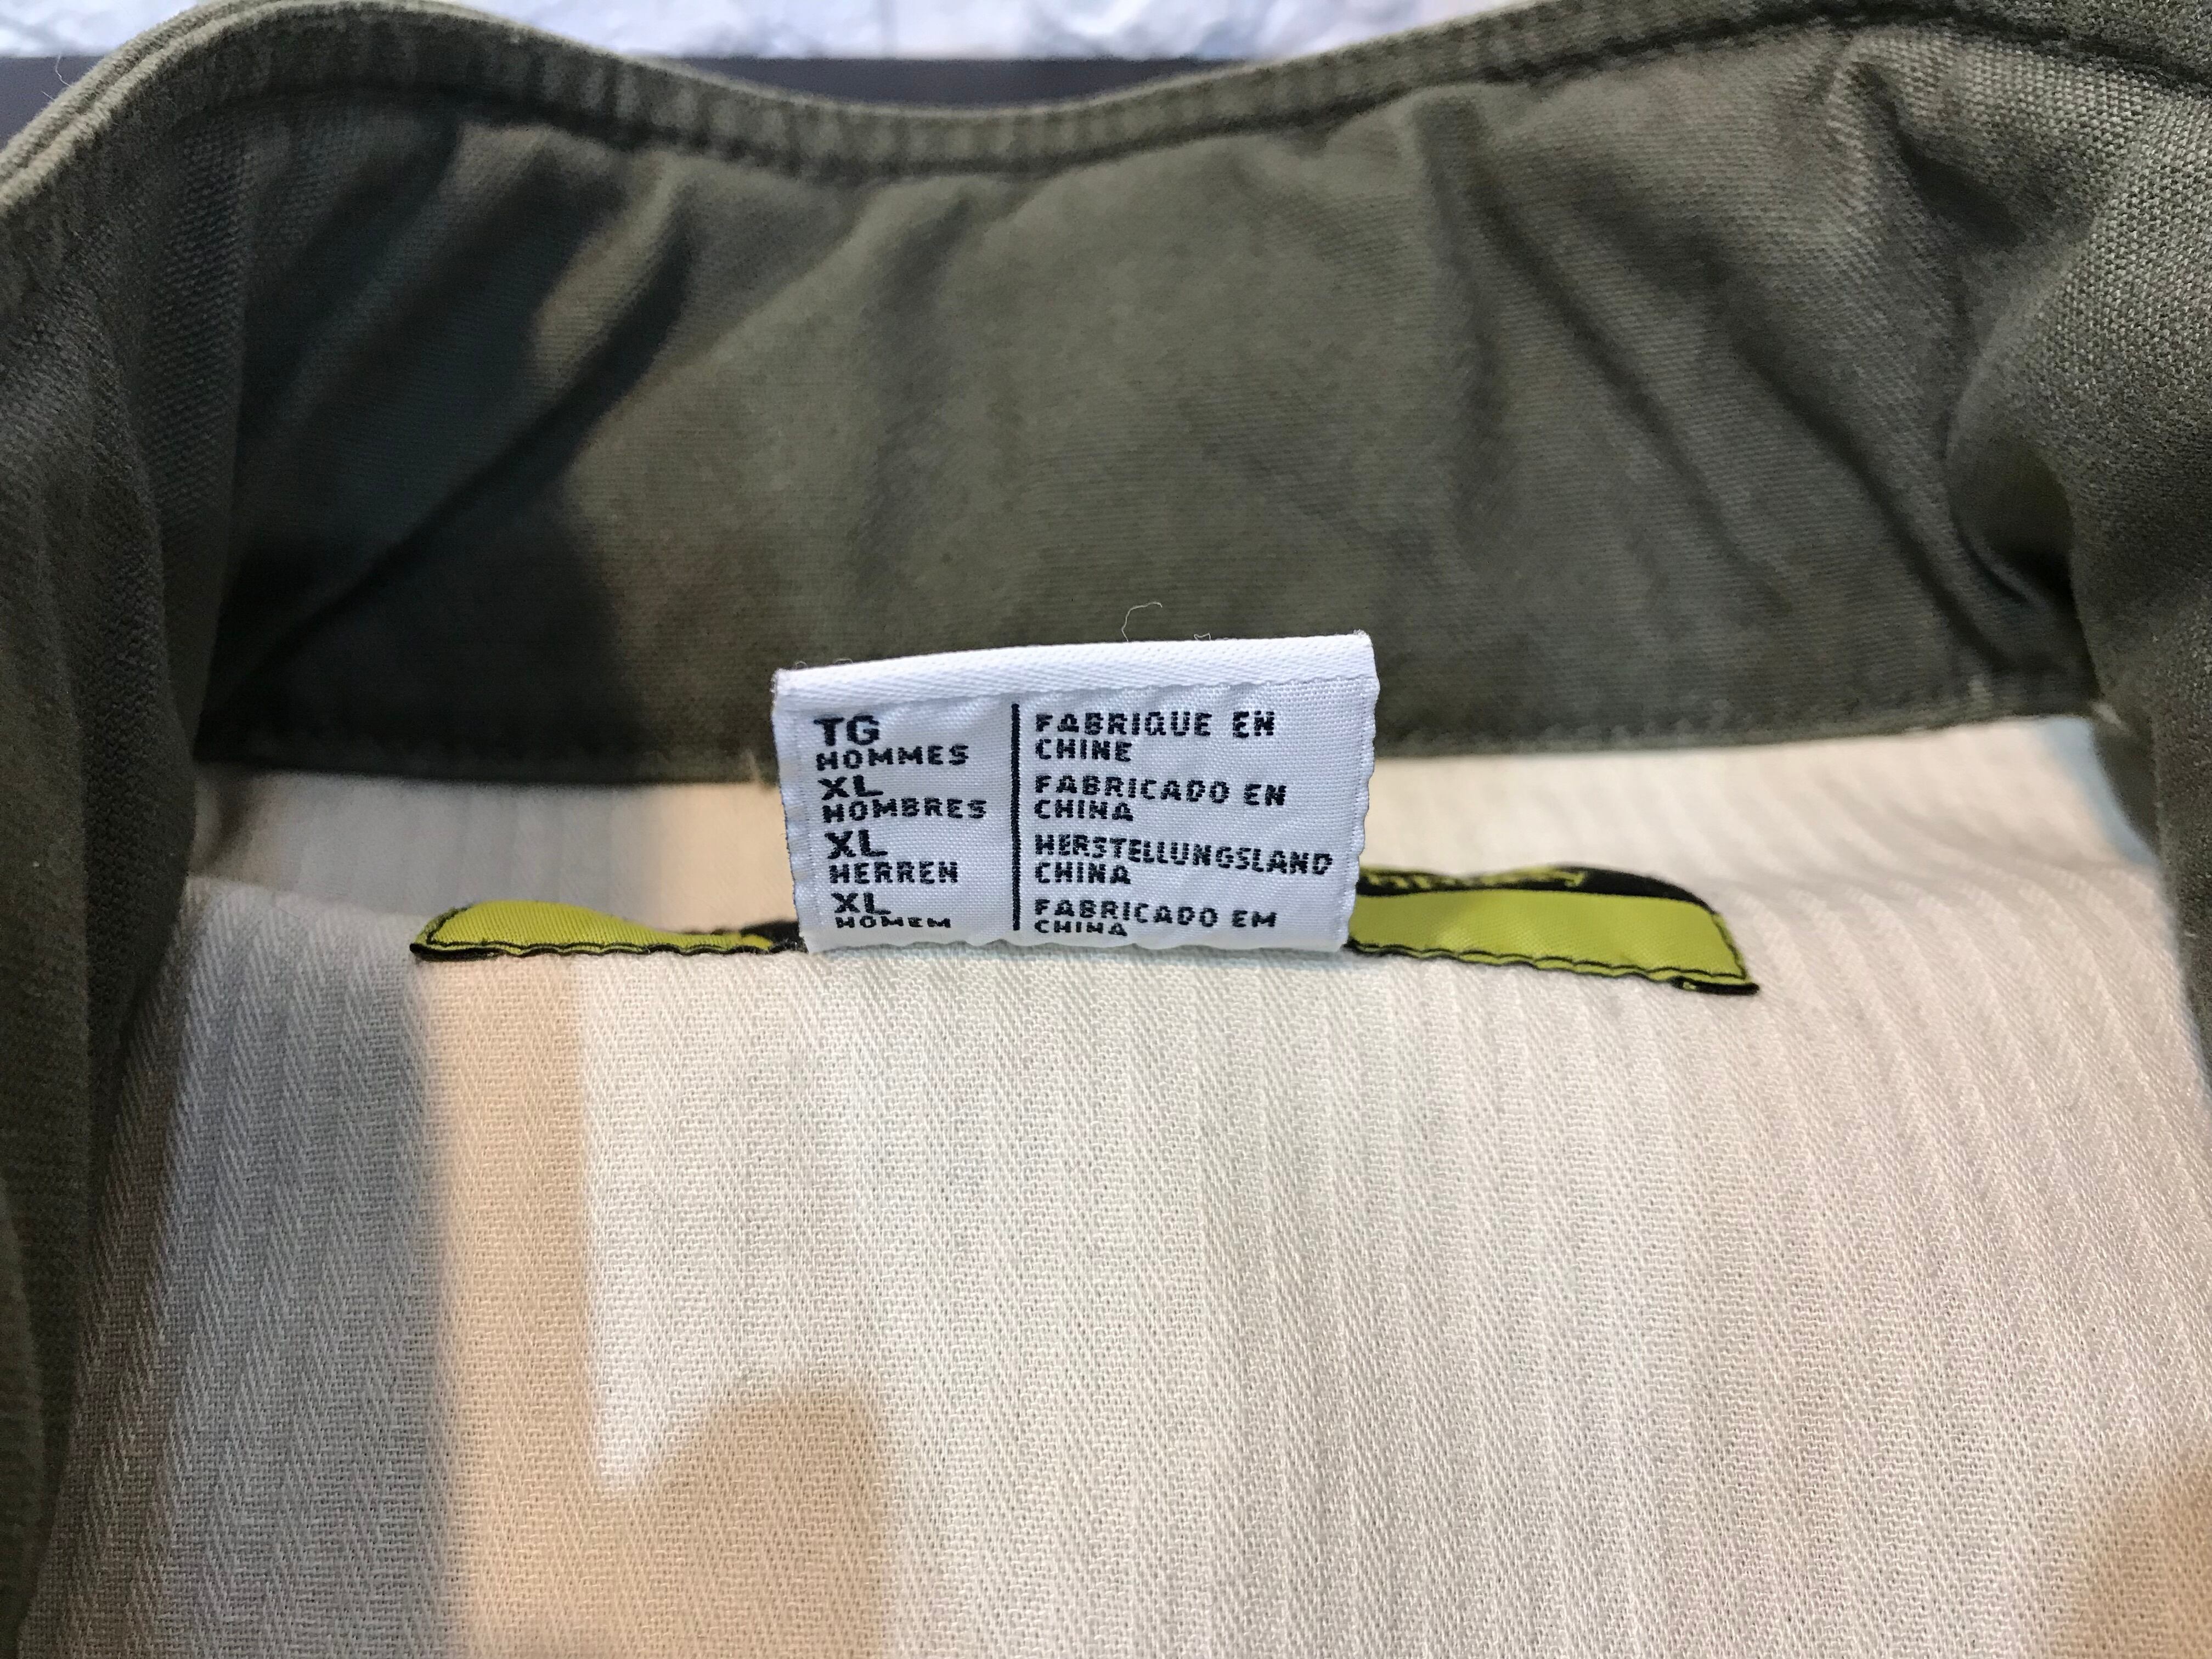 TG
HOMMES
XL
HOMBRES
XL
HERREN
XL
HOMEM
FABRIQUE EN
CHINE
FABRICADO EN
CHINA
HERSTELLUNGSLAND
CHINA
FABRICADO EM
CHINA